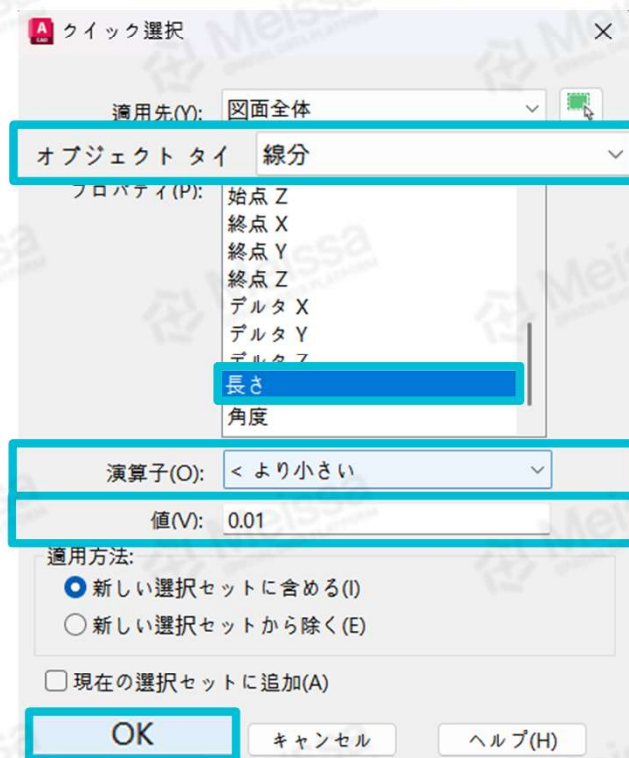 クイック選択
適用先(Y): 図面全体
オブジェクト タイ 線分
プロパティ(P):
始点 Z
終点 X
終点 Y
終点 Z
デルタ X
デルタ Y
デルタ Z
長さ
角度
演算子(O): < より小さい
値(V): 0.01
適用方法:
新しい選択セットに含める(I)
新しい選択セットから除く(E)
現在の選択セットに追加(A)
OK キャンセル ヘルプ(H)